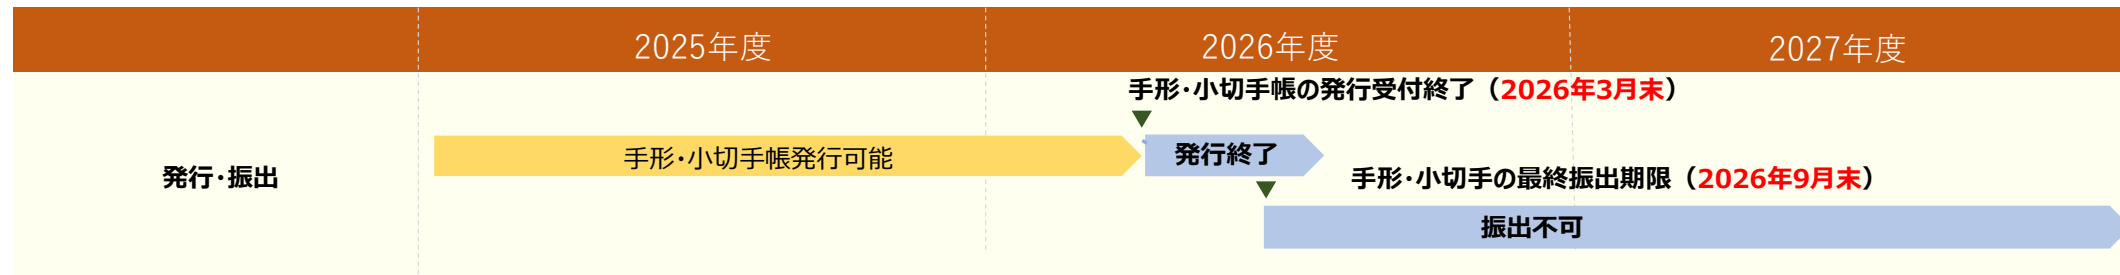 2025年度
2026年度
2027年度
手形・小切手帳の発行受付終了（2026年3月末）
手形・小切手帳発行可能
発行終了
発行・振出
手形・小切手の最終振出期限（2026年9月末）
振出不可